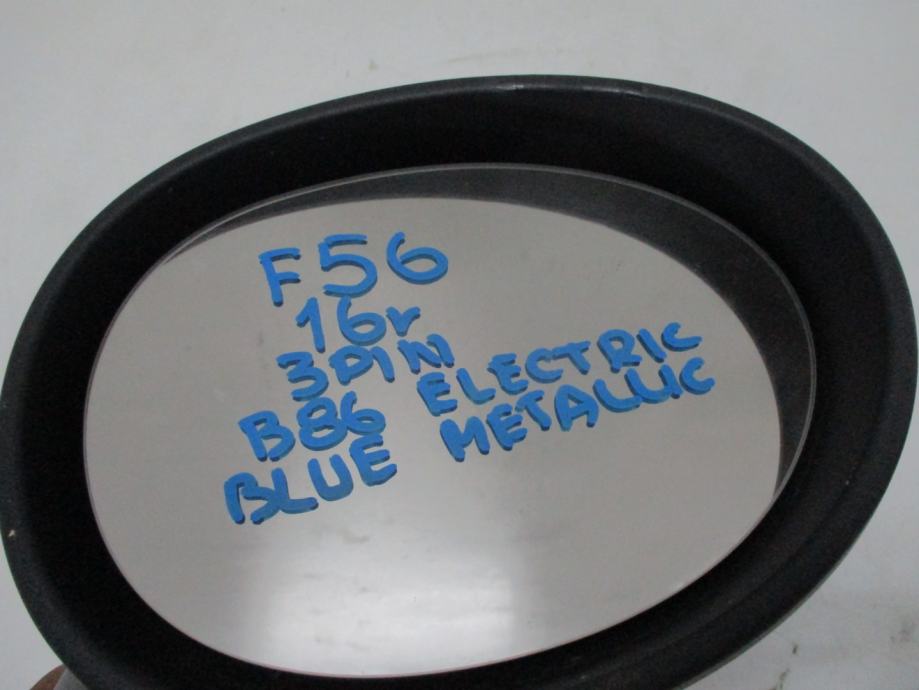 F56
16r
3PIN
B86 ELECTRIC
BLUE METALLIC